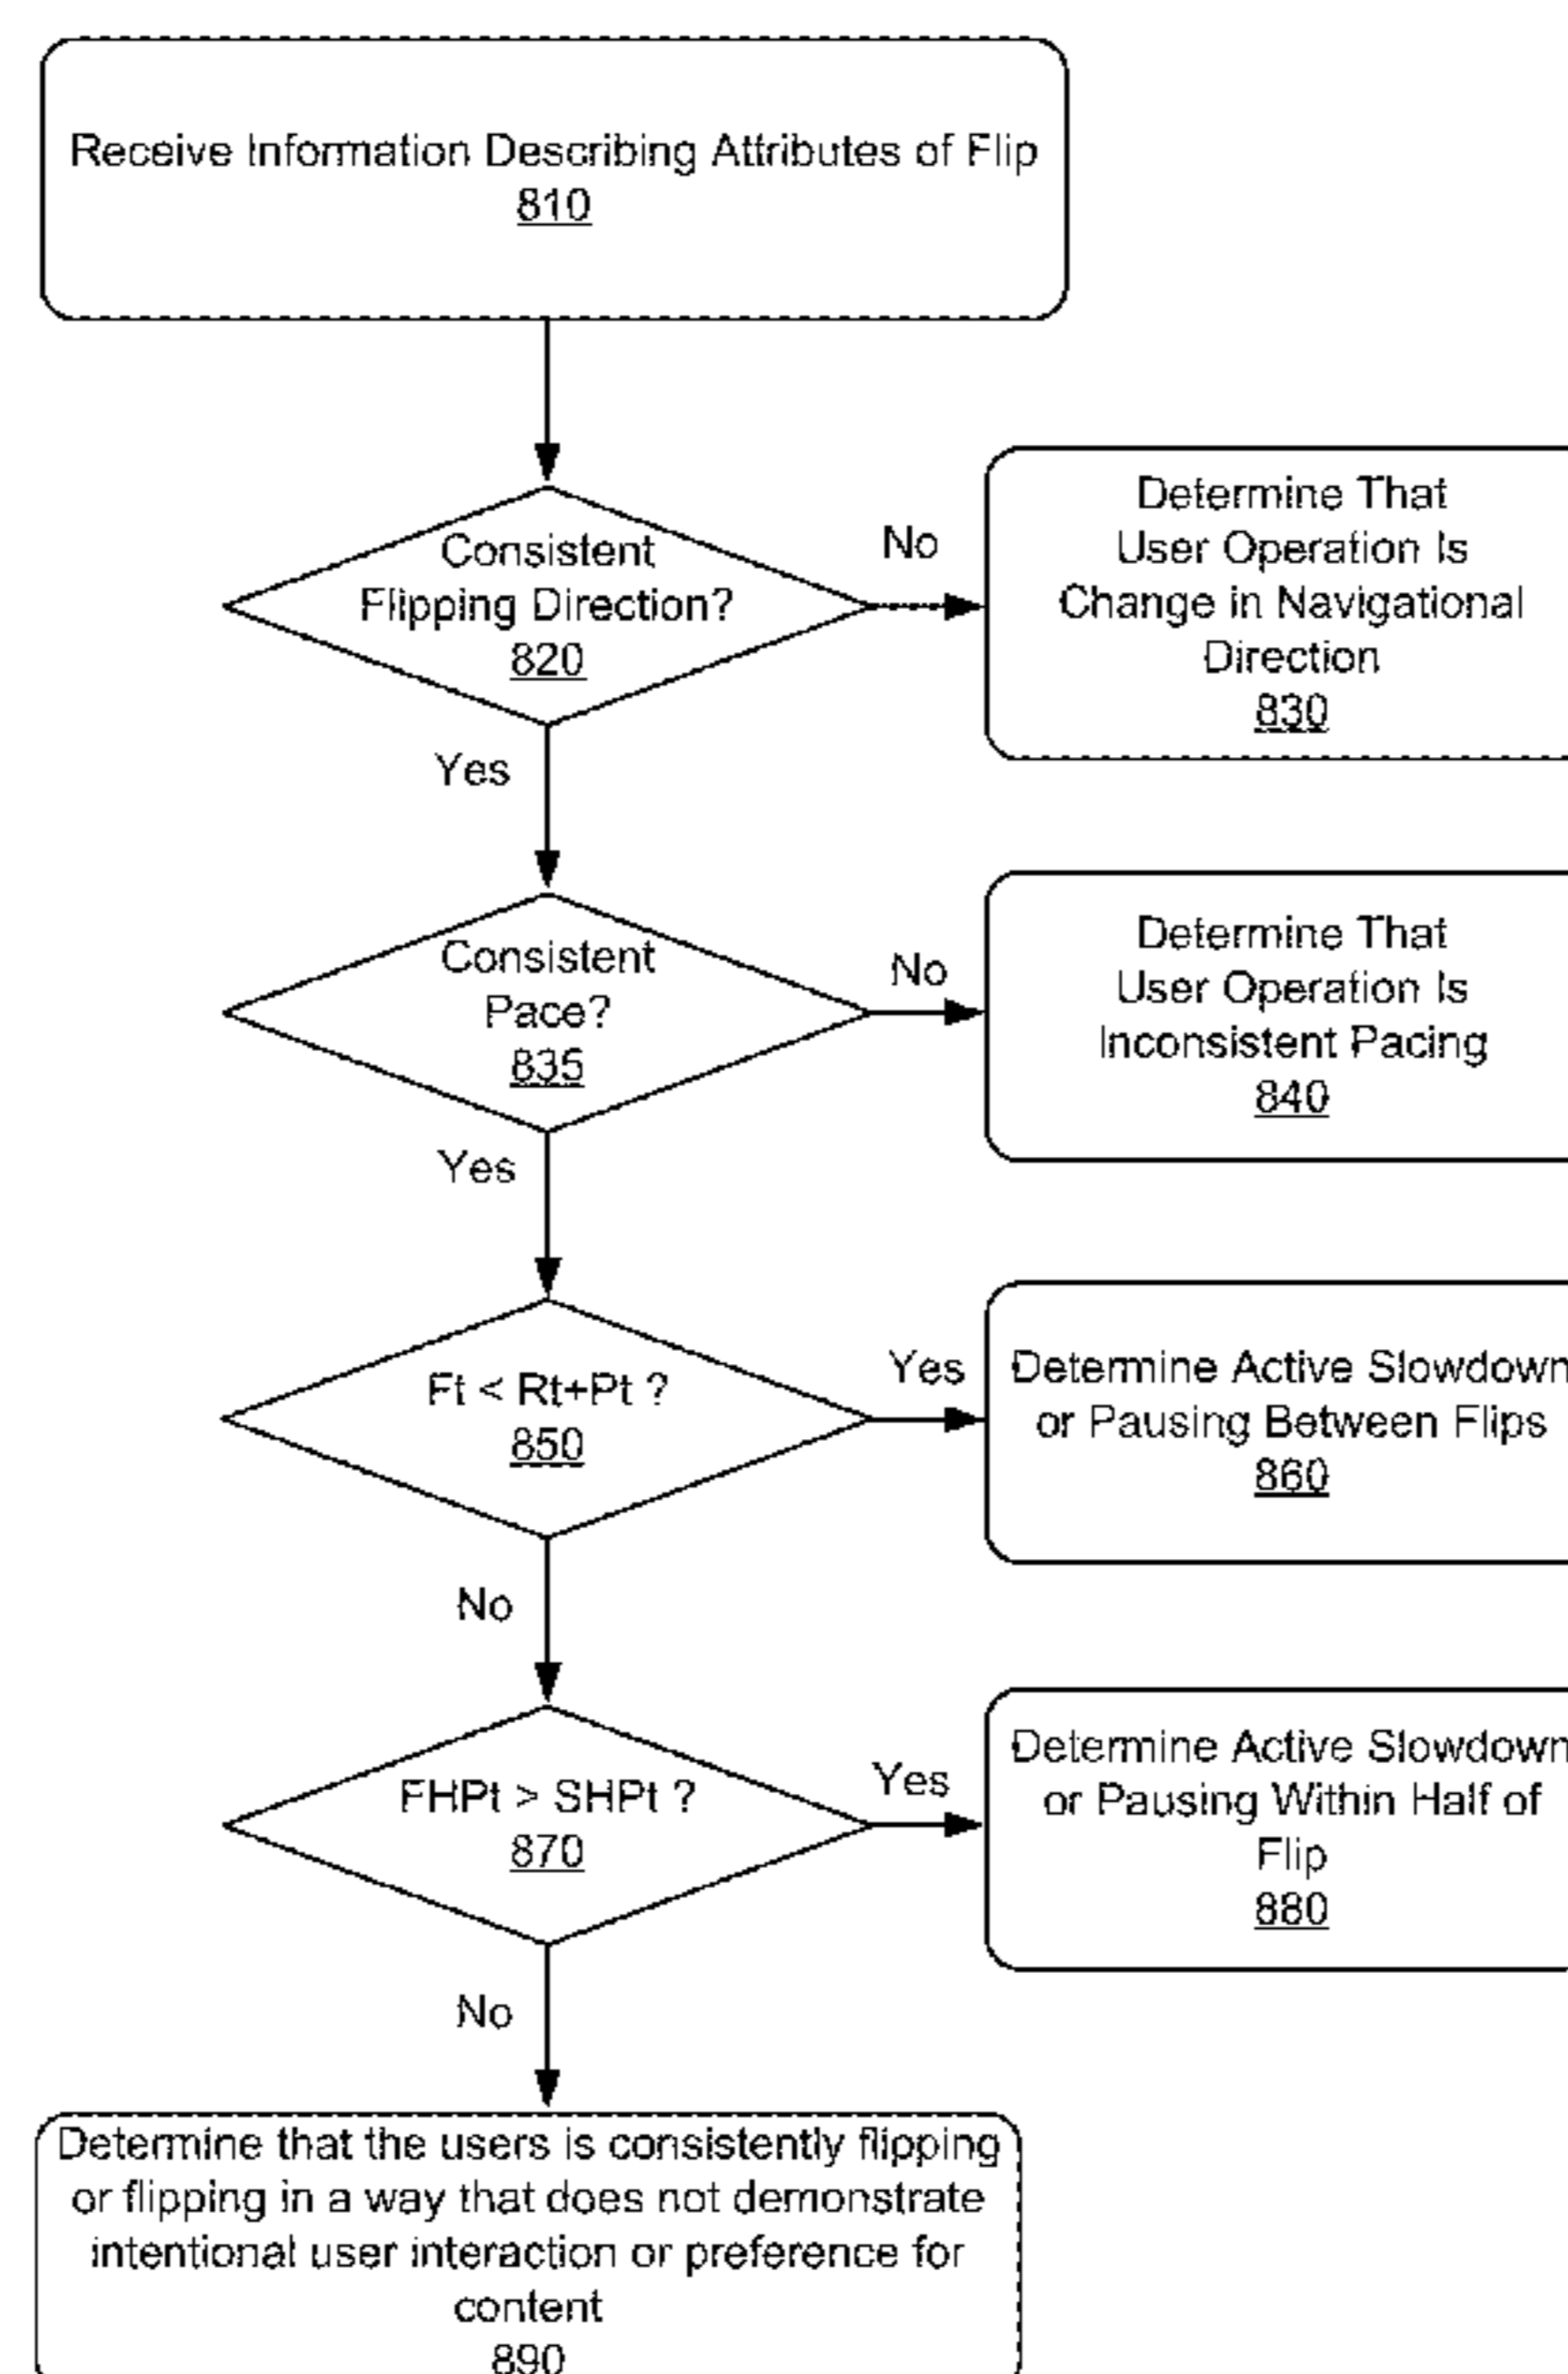 Receive Information Describing Attributes of Flip
810
Consistent
Flipping Direction?
820
No
Determine That
User Operation Is
Change in Navigational
Direction
830
Yes
Consistent
Pace?
835
No
Determine That
User Operation Is
Inconsistent Pacing
840
Yes
Ft < Rt+Pt ?
850
Yes
Determine Active Slowdown
or Pausing Between Flips
860
No
FHPt > SHPt ?
870
Yes
Determine Active Slowdown
or Pausing Within Half of
Flip
880
No
Determine that the users is consistently flipping
or flipping in a way that does not demonstrate
intentional user interaction or preference for
content
890